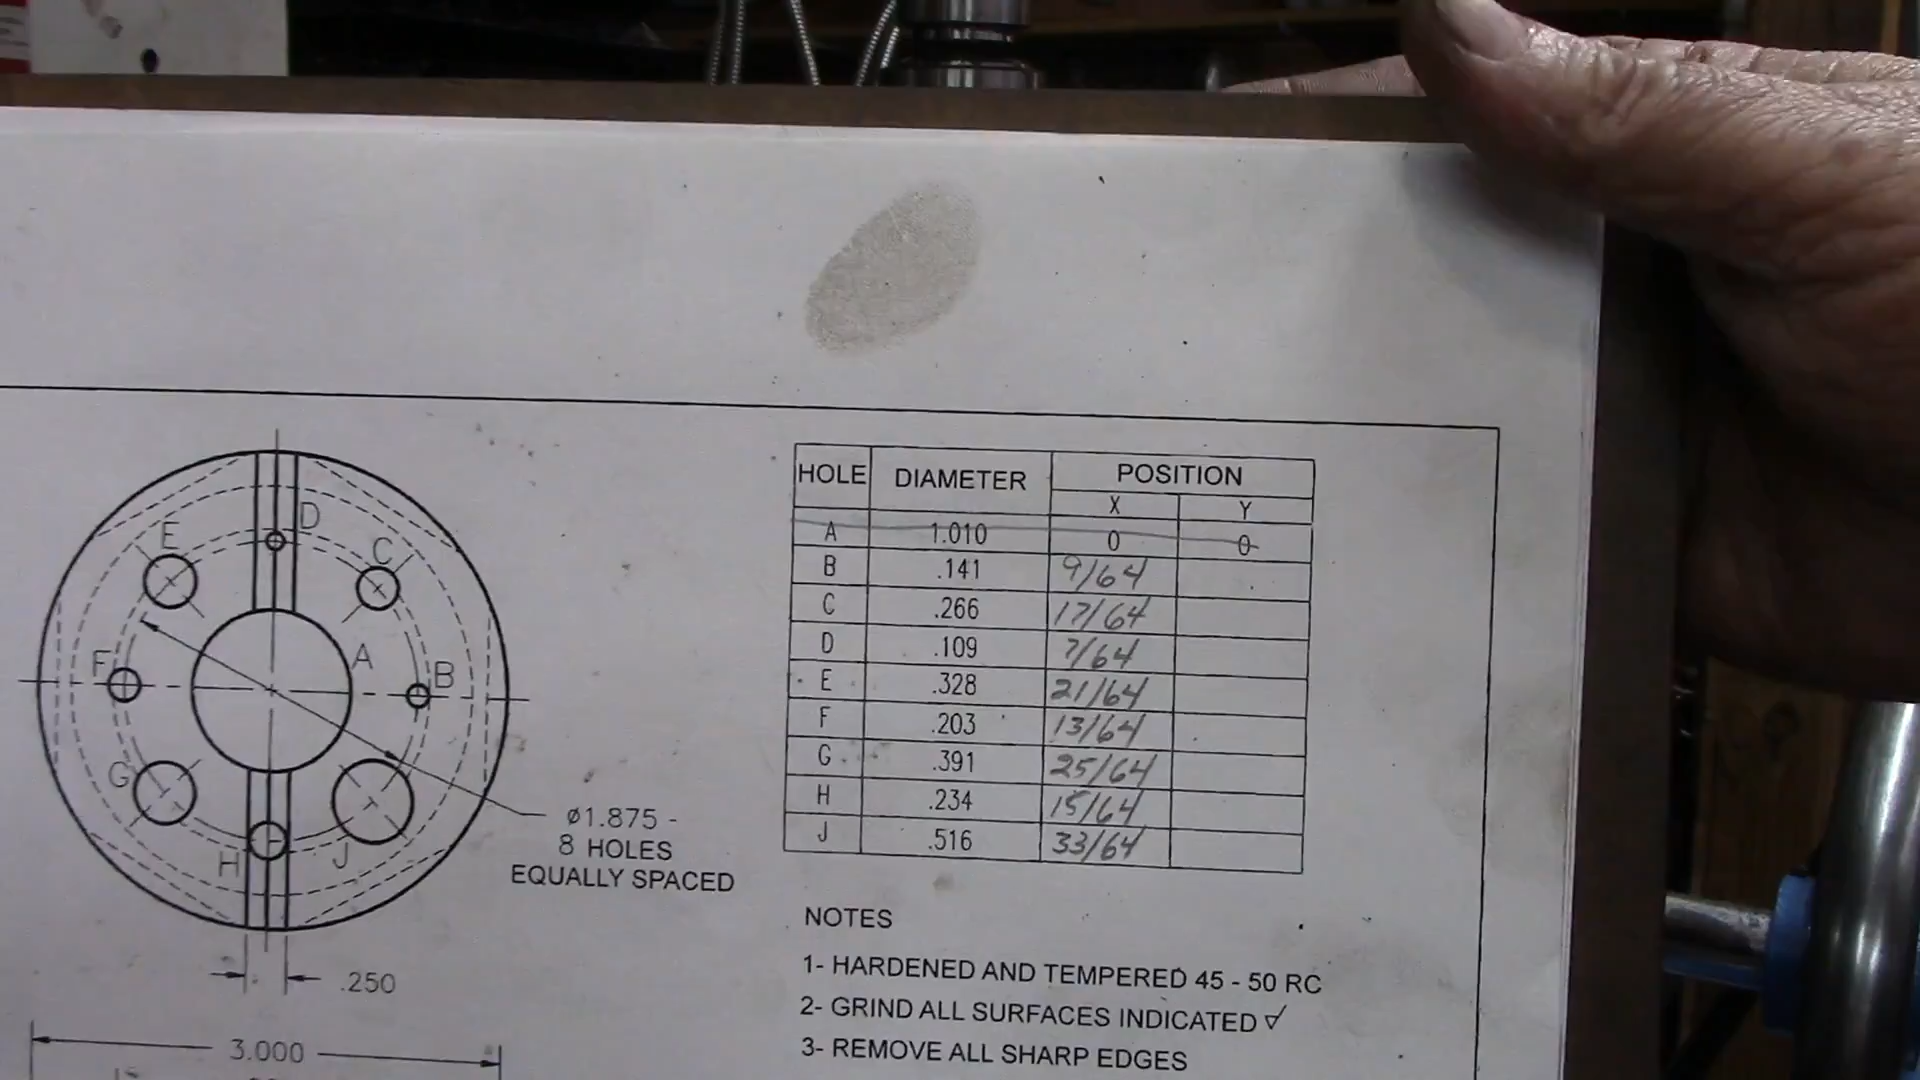 HOLE DIAMETER POSITION
X Y
A 1.010 0 0
B .141 9/64
C .266 17/64
D .109 7/64
E .328 21/64
F .203 13/64
G .391 25/64
H .234 15/64
J .516 33/64
D
E
C
A
F
B
G
H
J
ø1.875 -
8 HOLES
EQUALLY SPACED
.250
3.000
NOTES
1- HARDENED AND TEMPERED 45 - 50 RC
2- GRIND ALL SURFACES INDICATED
3- REMOVE ALL SHARP EDGES